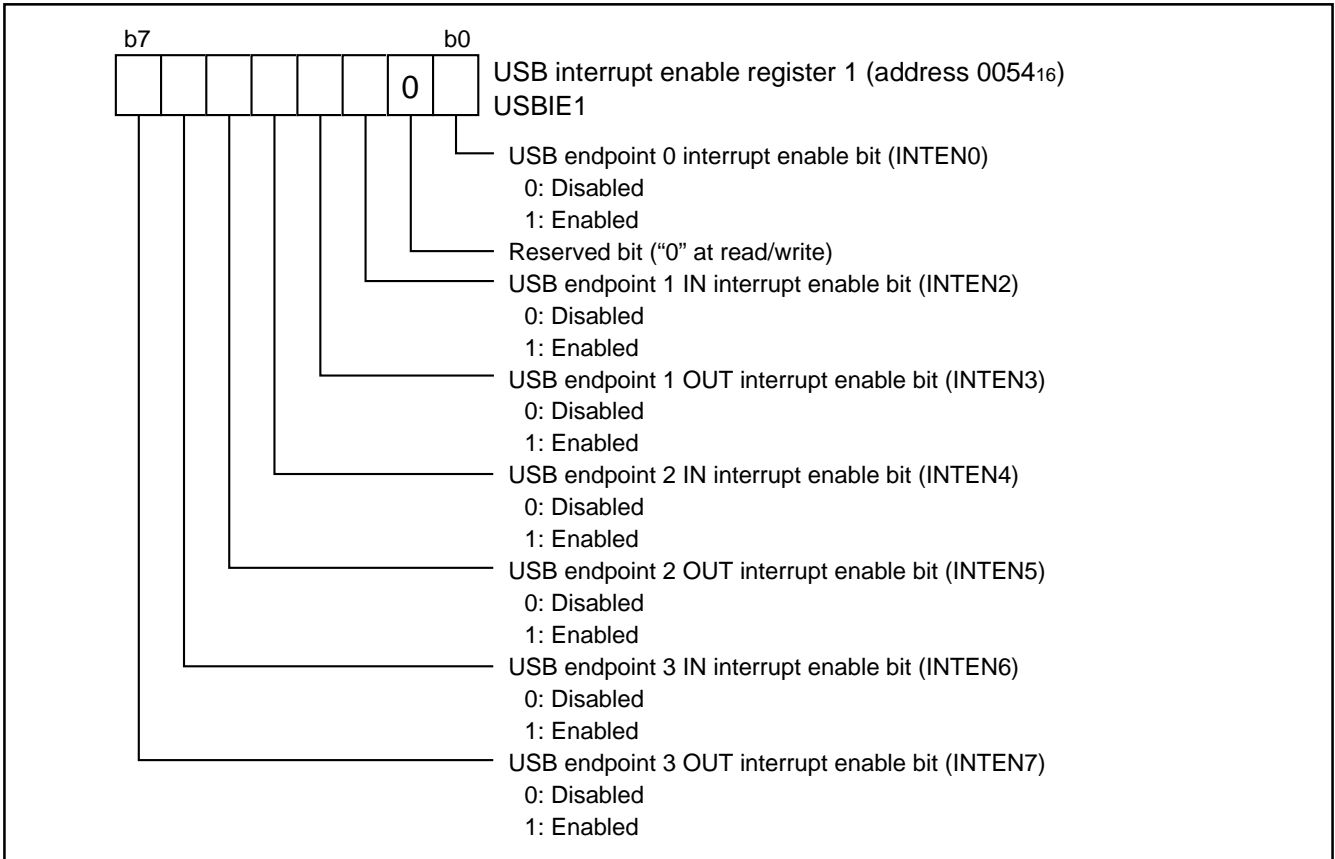 b7 b0
0
USB interrupt enable register 1 (address 0054₁₆)
USBIE1
USB endpoint 0 interrupt enable bit (INTEN0)
0: Disabled
1: Enabled
Reserved bit (“0” at read/write)
USB endpoint 1 IN interrupt enable bit (INTEN2)
0: Disabled
1: Enabled
USB endpoint 1 OUT interrupt enable bit (INTEN3)
0: Disabled
1: Enabled
USB endpoint 2 IN interrupt enable bit (INTEN4)
0: Disabled
1: Enabled
USB endpoint 2 OUT interrupt enable bit (INTEN5)
0: Disabled
1: Enabled
USB endpoint 3 IN interrupt enable bit (INTEN6)
0: Disabled
1: Enabled
USB endpoint 3 OUT interrupt enable bit (INTEN7)
0: Disabled
1: Enabled